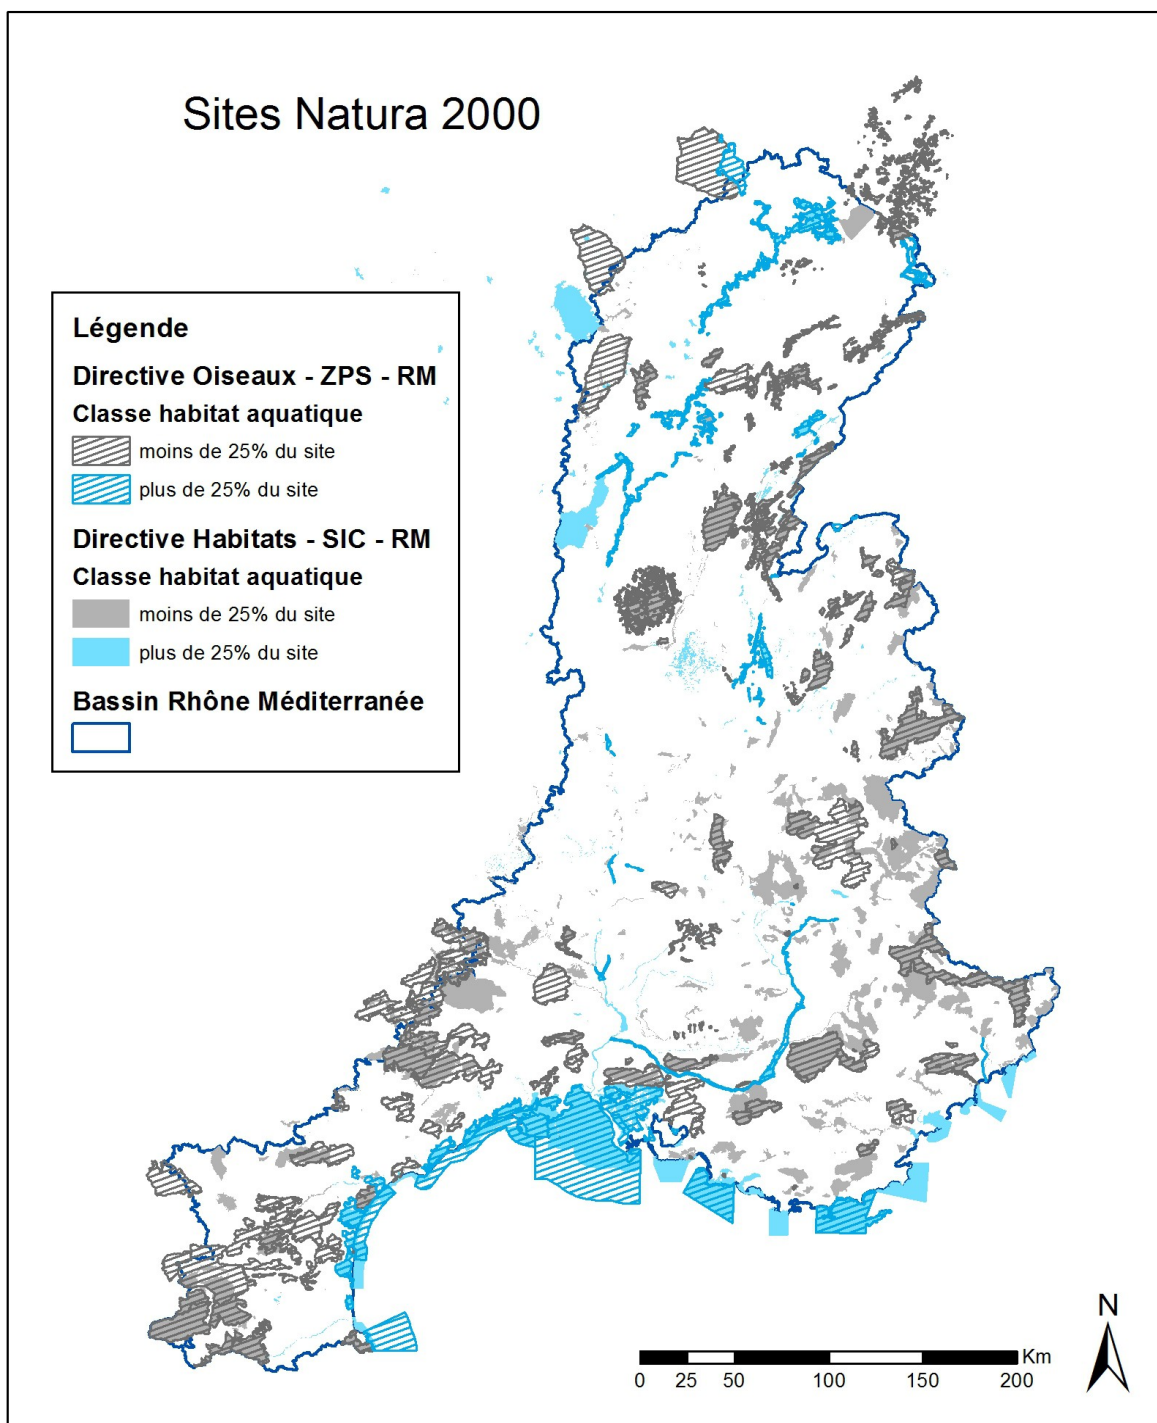 Sites Natura 2000
Légende
Directive Oiseaux - ZPS - RM
Classe habitat aquatique
moins de 25% du site
plus de 25% du site
Directive Habitats - SIC - RM
Classe habitat aquatique
moins de 25% du site
plus de 25% du site
Bassin Rhône Méditerranée
N
Km
0 25 50 100 150 200